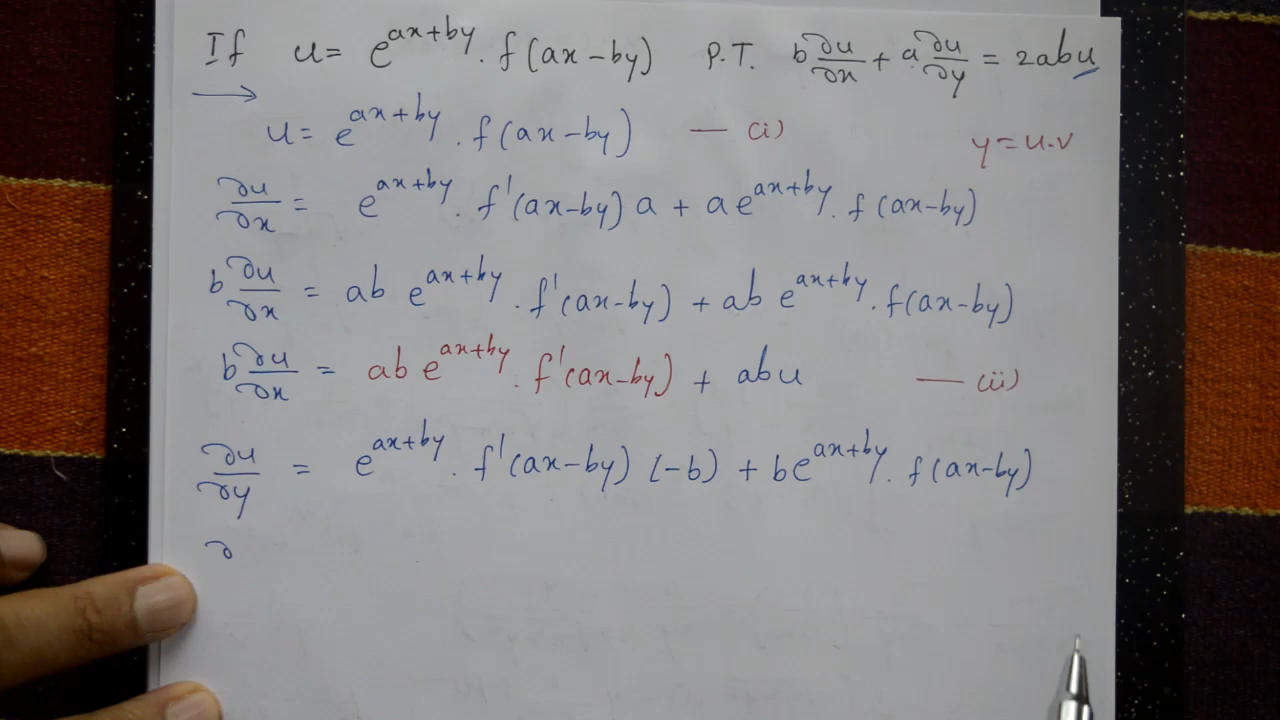 If u = e^{ax+by} . f(ax-by) P.T. b ∂u/∂x + a ∂u/∂y = 2abu
→
u = e^{ax+by} . f(ax-by) — (i) y = u.v
∂u/∂x = e^{ax+by} . f'(ax-by) a + a e^{ax+by} . f(ax-by)
b ∂u/∂x = ab e^{ax+by} . f'(ax-by) + ab e^{ax+by} . f(ax-by)
b ∂u/∂x = ab e^{ax+by} . f'(ax-by) + abu — (ii)
∂u/∂y = e^{ax+by} . f'(ax-by) (-b) + b e^{ax+by} . f(ax-by)
∂